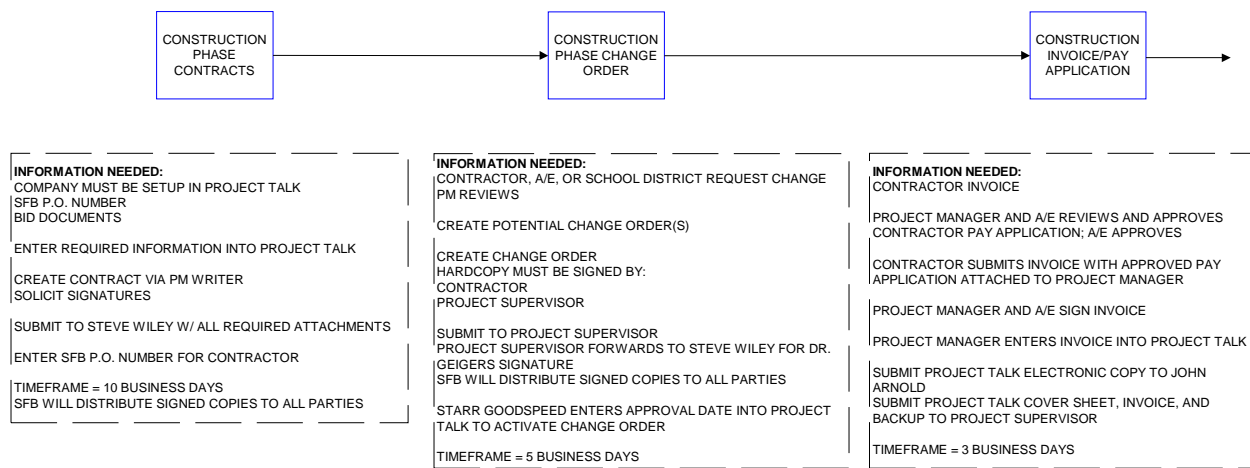 CONSTRUCTION
PHASE
CONTRACTS
CONSTRUCTION
PHASE CHANGE
ORDER
CONSTRUCTION
INVOICE/PAY
APPLICATION
INFORMATION NEEDED:
COMPANY MUST BE SETUP IN PROJECT TALK
SFB P.O. NUMBER
BID DOCUMENTS
ENTER REQUIRED INFORMATION INTO PROJECT TALK
CREATE CONTRACT VIA PM WRITER
SOLICIT SIGNATURES
SUBMIT TO STEVE WILEY W/ ALL REQUIRED ATTACHMENTS
ENTER SFB P.O. NUMBER FOR CONTRACTOR
TIMEFRAME = 10 BUSINESS DAYS
SFB WILL DISTRIBUTE SIGNED COPIES TO ALL PARTIES
INFORMATION NEEDED:
CONTRACTOR, A/E, OR SCHOOL DISTRICT REQUEST CHANGE
PM REVIEWS
CREATE POTENTIAL CHANGE ORDER(S)
CREATE CHANGE ORDER
HARDCOPY MUST BE SIGNED BY:
CONTRACTOR
PROJECT SUPERVISOR
SUBMIT TO PROJECT SUPERVISOR
PROJECT SUPERVISOR FORWARDS TO STEVE WILEY FOR DR.
GEIGERS SIGNATURE
SFB WILL DISTRIBUTE SIGNED COPIES TO ALL PARTIES
STARR GOODSPEED ENTERS APPROVAL DATE INTO PROJECT
TALK TO ACTIVATE CHANGE ORDER
TIMEFRAME = 5 BUSINESS DAYS
INFORMATION NEEDED:
CONTRACTOR INVOICE
PROJECT MANAGER AND A/E REVIEWS AND APPROVES
CONTRACTOR PAY APPLICATION; A/E APPROVES
CONTRACTOR SUBMITS INVOICE WITH APPROVED PAY
APPLICATION ATTACHED TO PROJECT MANAGER
PROJECT MANAGER AND A/E SIGN INVOICE
PROJECT MANAGER ENTERS INVOICE INTO PROJECT TALK
SUBMIT PROJECT TALK ELECTRONIC COPY TO JOHN
ARNOLD
SUBMIT PROJECT TALK COVER SHEET, INVOICE, AND
BACKUP TO PROJECT SUPERVISOR
TIMEFRAME = 3 BUSINESS DAYS